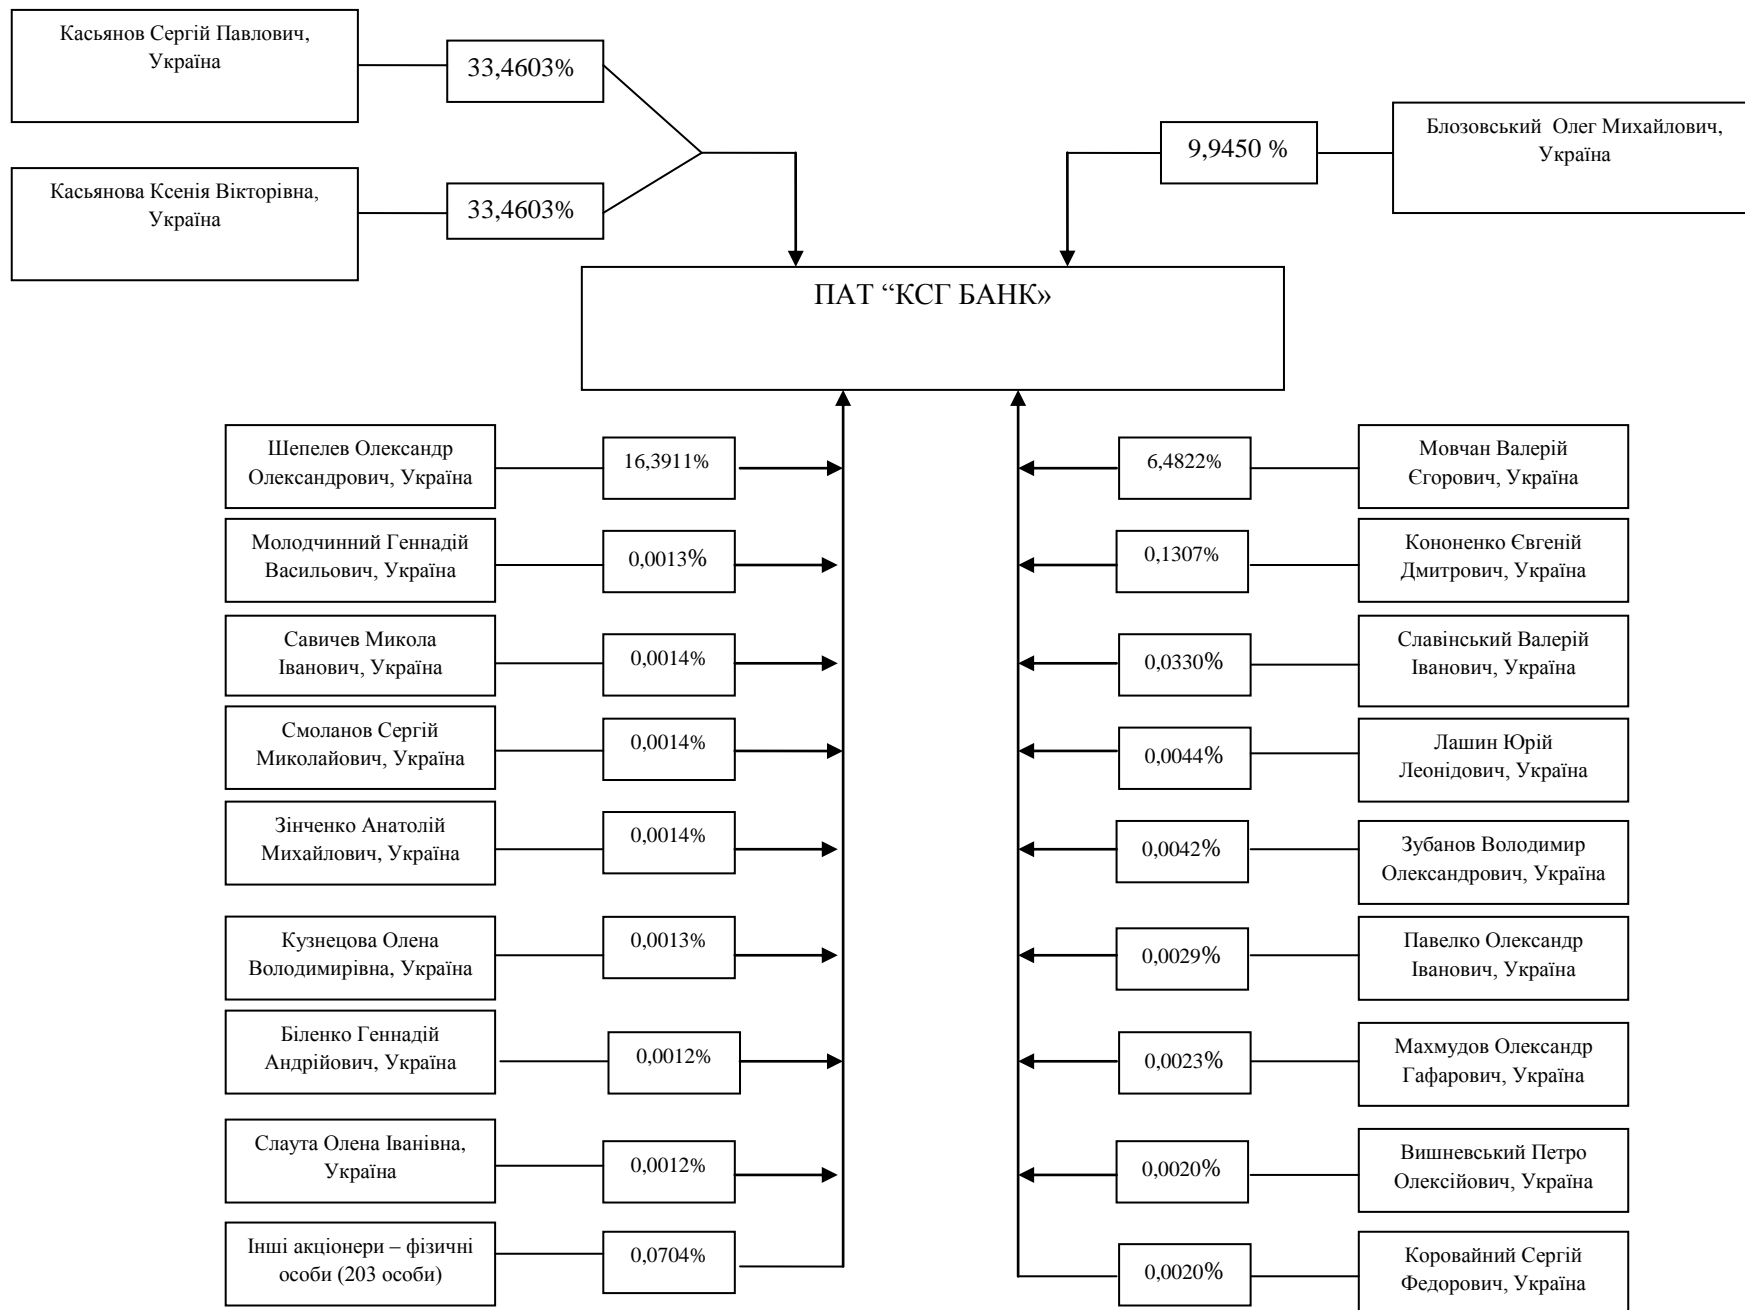 Касьянов Сергій Павлович,
Україна
33,4603%
Касьянова Ксенія Вікторівна,
Україна
33,4603%
9,9450 %
Блозовський  Олег Михайлович,
Україна
ПАТ “КСГ БАНК»
Шепелев Олександр
Олександрович, Україна
16,3911%
6,4822%
Мовчан Валерій
Єгорович, Україна
Молодчинний Геннадій
Васильович, Україна
0,0013%
0,1307%
Кононенко Євгеній
Дмитрович, Україна
Савичев Микола
Іванович, Україна
0,0014%
0,0330%
Славінський Валерій
Іванович, Україна
Смоланов Сергій
Миколайович, Україна
0,0014%
0,0044%
Лашин Юрій
Леонідович, Україна
Зінченко Анатолій
Михайлович, Україна
0,0014%
0,0042%
Зубанов Володимир
Олександрович, Україна
Кузнецова Олена
Володимирівна, Україна
0,0013%
0,0029%
Павелко Олександр
Іванович, Україна
Біленко Геннадій
Андрійович, Україна
0,0012%
0,0023%
Махмудов Олександр
Гафарович, Україна
Слаута Олена Іванівна,
Україна
0,0012%
0,0020%
Вишневський Петро
Олексійович, Україна
Інші акціонери – фізичні
особи (203 особи)
0,0704%
0,0020%
Коровайний Сергій
Федорович, Україна